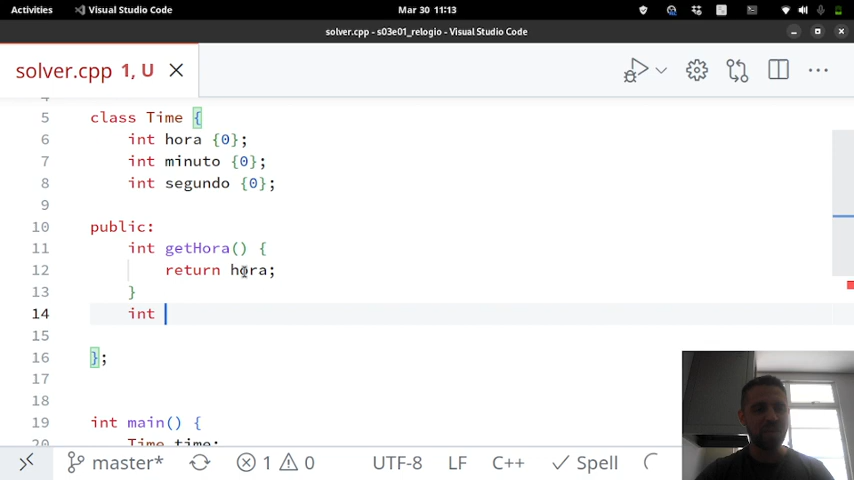 Activities Visual Studio Code Mar 30 11:13
solver.cpp - s03e01_relogio - Visual Studio Code
solver.cpp 1, U
5 class Time {
6 int hora {0};
7 int minuto {0};
8 int segundo {0};
9
10 public:
11 int getHora() {
12 return hora;
13 }
14 int
15
16 };
17
18
19 int main() {
20 Time time;
master* 1 0 UTF-8 LF C++ Spell